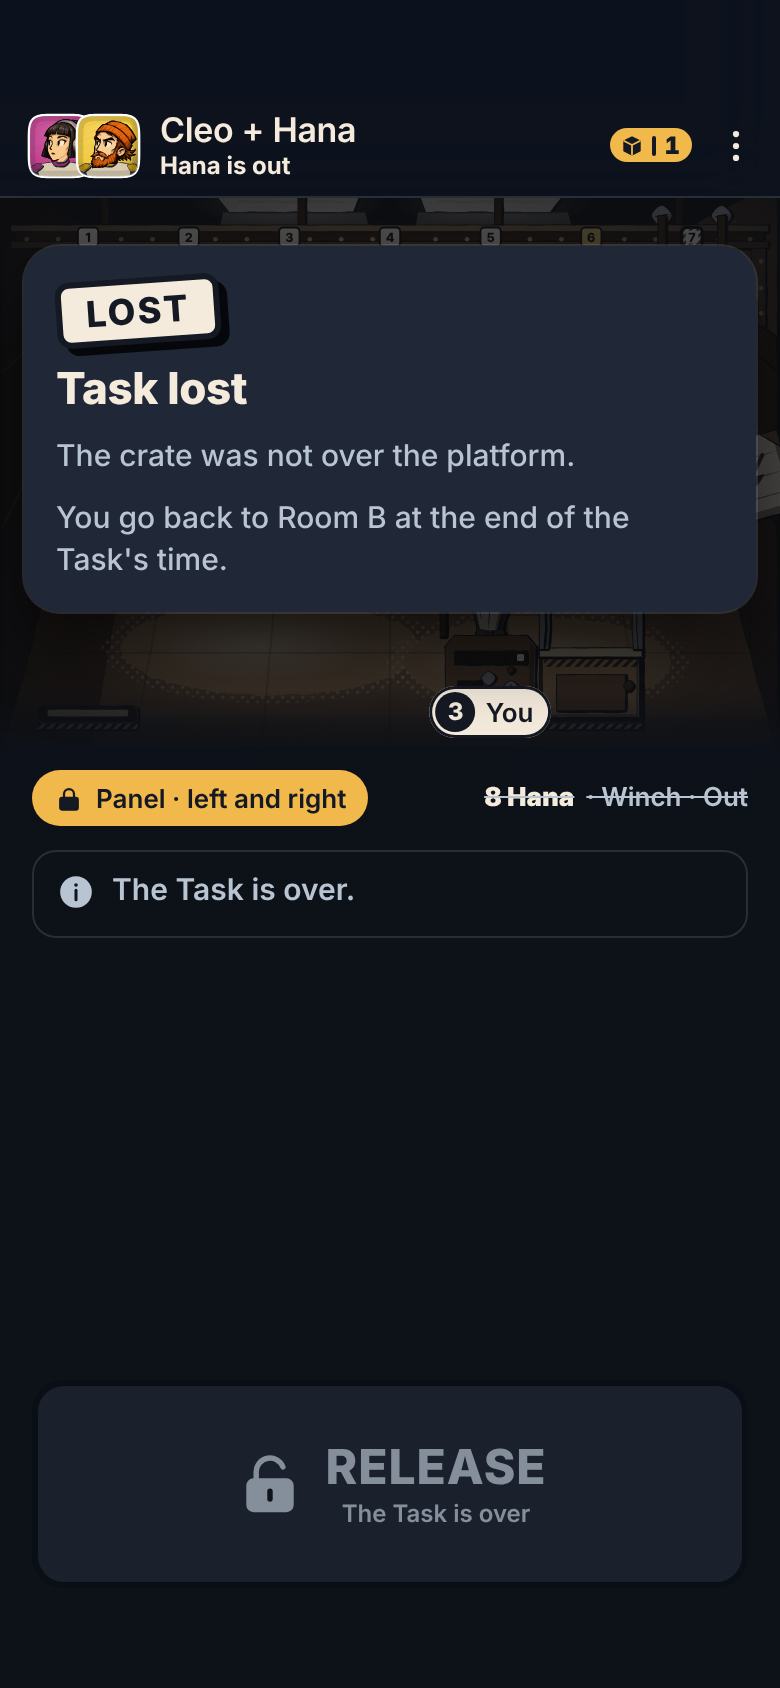 Cleo + Hana
Hana is out
1
1 2 3 4 5 6 7
LOST
Task lost
The crate was not over the platform.
You go back to Room B at the end of the
Task's time.
3 You
Panel · left and right
8 Hana · Winch · Out
The Task is over.
RELEASE
The Task is over